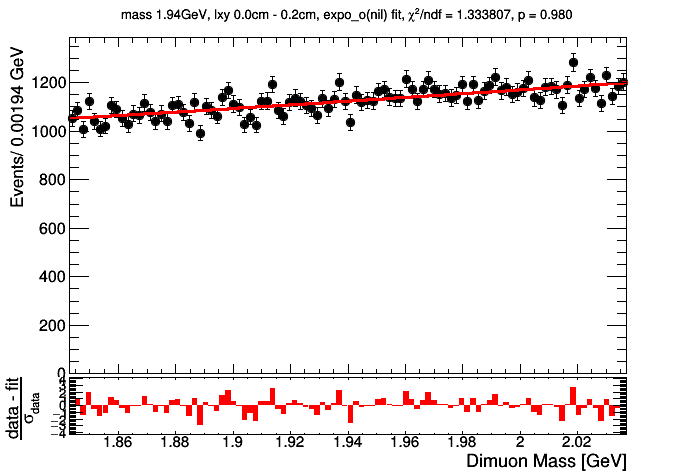 mass 1.94GeV, lxy 0.0cm - 0.2cm, expo_o(nil) fit, χ²/ndf = 1.333807, p = 0.980
Events/ 0.00194 GeV
1200
1000
800
600
400
200
0
data - fit
σdata
1.86 1.88 1.9 1.92 1.94 1.96 1.98 2 2.02
Dimuon Mass [GeV]